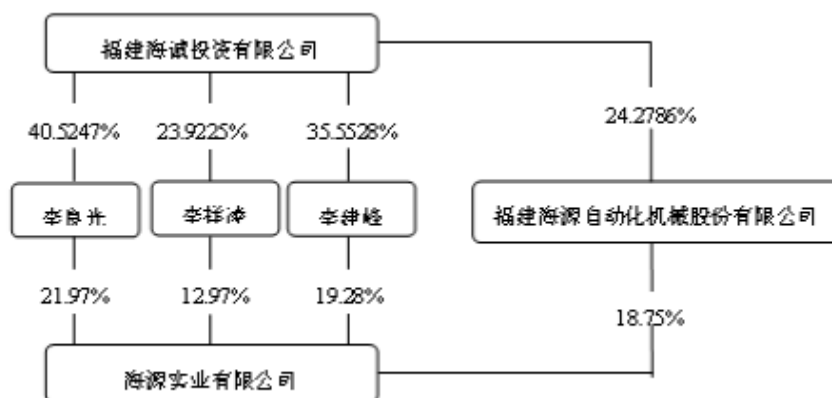 福建海诚投资有限公司
24.2786%
40.5247% 23.9225% 35.5528%
李良光 李祥凌 李建峰 福建海源自动化机械股份有限公司
21.97% 12.97% 19.28%
18.75%
海源实业有限公司